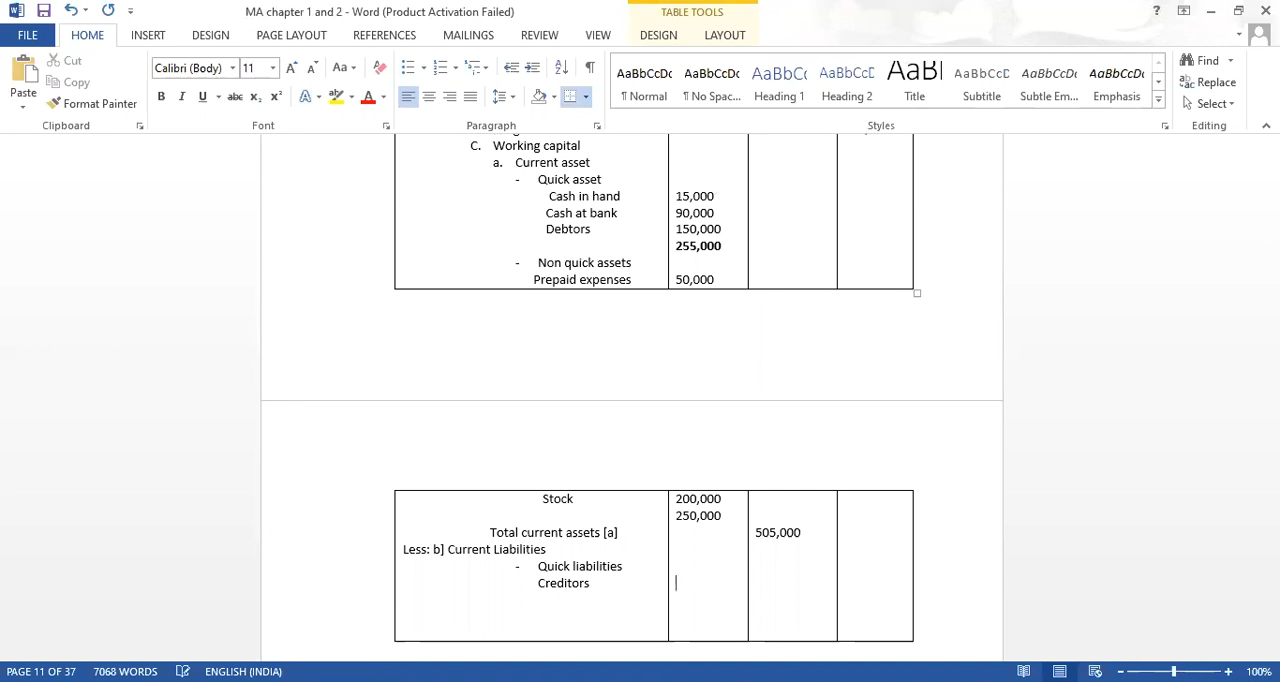 MA chapter 1 and 2 - Word (Product Activation Failed)
TABLE TOOLS
?
FILE HOME INSERT DESIGN PAGE LAYOUT REFERENCES MAILINGS REVIEW VIEW DESIGN LAYOUT
Paste
Cut
Copy
Format Painter
Clipboard
Calibri (Body) 11
Font
Paragraph
AaBbCcDc AaBbCcDc AaBbCc AaBbCcC AaBl AaBbCcD AaBbCcDc AaBbCcDc
¶ Normal ¶ No Spac... Heading 1 Heading 2 Title Subtitle Subtle Em... Emphasis
Styles
Find
Replace
Select
Editing
C. Working capital
a. Current asset
- Quick asset
Cash in hand 15,000
Cash at bank 90,000
Debtors 150,000
255,000
- Non quick assets
Prepaid expenses 50,000
Stock 200,000
250,000
Total current assets [a] 505,000
Less: b] Current Liabilities
- Quick liabilities
Creditors
PAGE 11 OF 37 7068 WORDS ENGLISH (INDIA) 100%